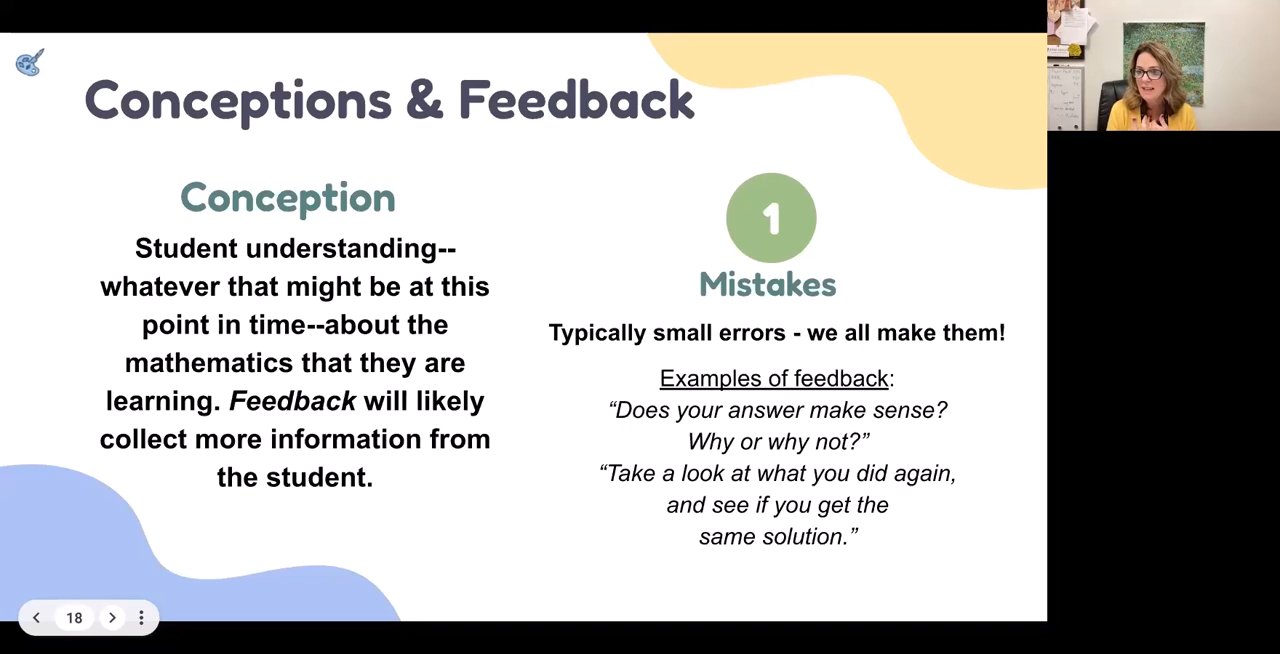 Conceptions & Feedback
Conception
Student understanding--
whatever that might be at this
point in time--about the
mathematics that they are
learning. Feedback will likely
collect more information from
the student.
1
Mistakes
Typically small errors - we all make them!
Examples of feedback:
“Does your answer make sense?
Why or why not?”
“Take a look at what you did again,
and see if you get the
same solution.”
18